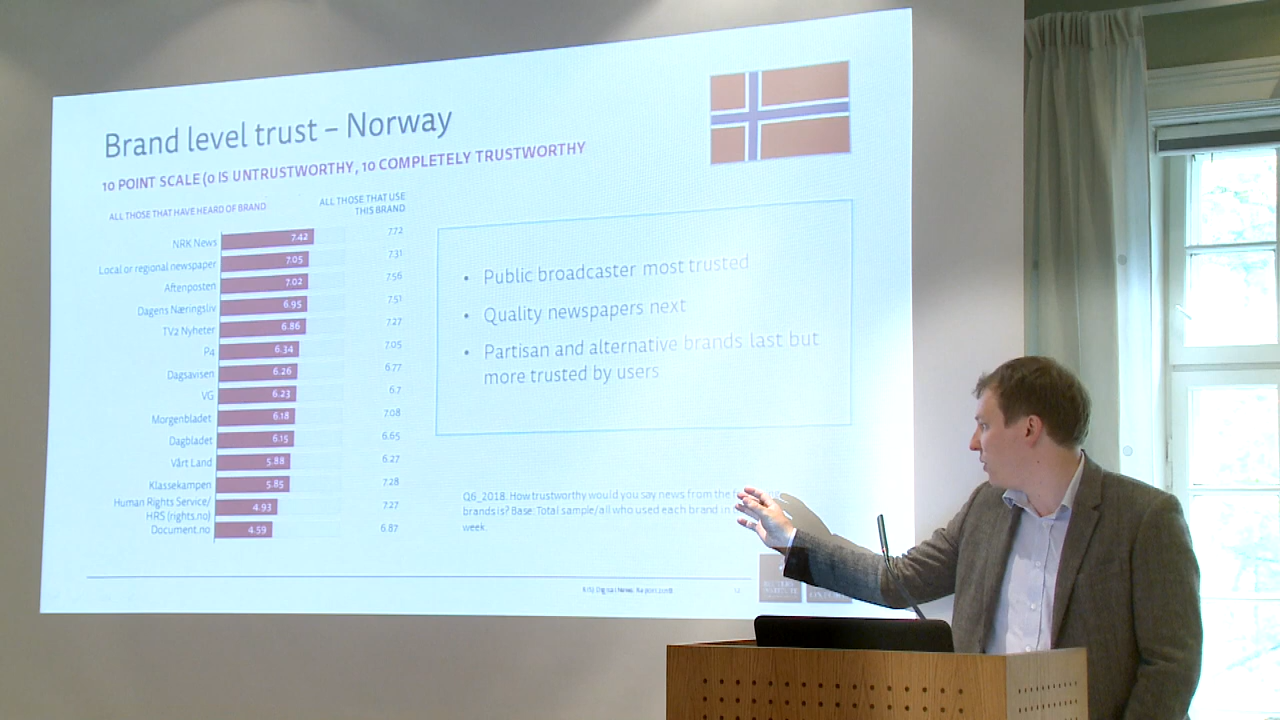 Brand level trust – Norway
10 POINT SCALE (0 IS UNTRUSTWORTHY, 10 COMPLETELY TRUSTWORTHY
ALL THOSE THAT HAVE HEARD OF BRAND
ALL THOSE THAT USE
THIS BRAND
NRK News 7.42 7.72
Local or regional newspaper 7.05 7.31
Aftenposten 7.02 7.56
Dagens Næringsliv 6.95 7.51
TV2 Nyheter 6.86 7.27
P4 6.34 7.05
Dagsavisen 6.26 6.77
VG 6.23 6.7
Morgenbladet 6.18 7.08
Dagbladet 6.15 6.65
Vårt Land 5.88 6.27
Klassekampen 5.85 7.28
Human Rights Service/
HRS (rights.no) 4.93 7.27
Document.no 4.59 6.87
• Public broadcaster most trusted
• Quality newspapers next
• Partisan and alternative brands last but
more trusted by users
Q6_2018. How trustworthy would you say news from the
brands is? Base: Total sample/all who used each brand in
week.
RISJ Digital News Report 2018
OXFORD